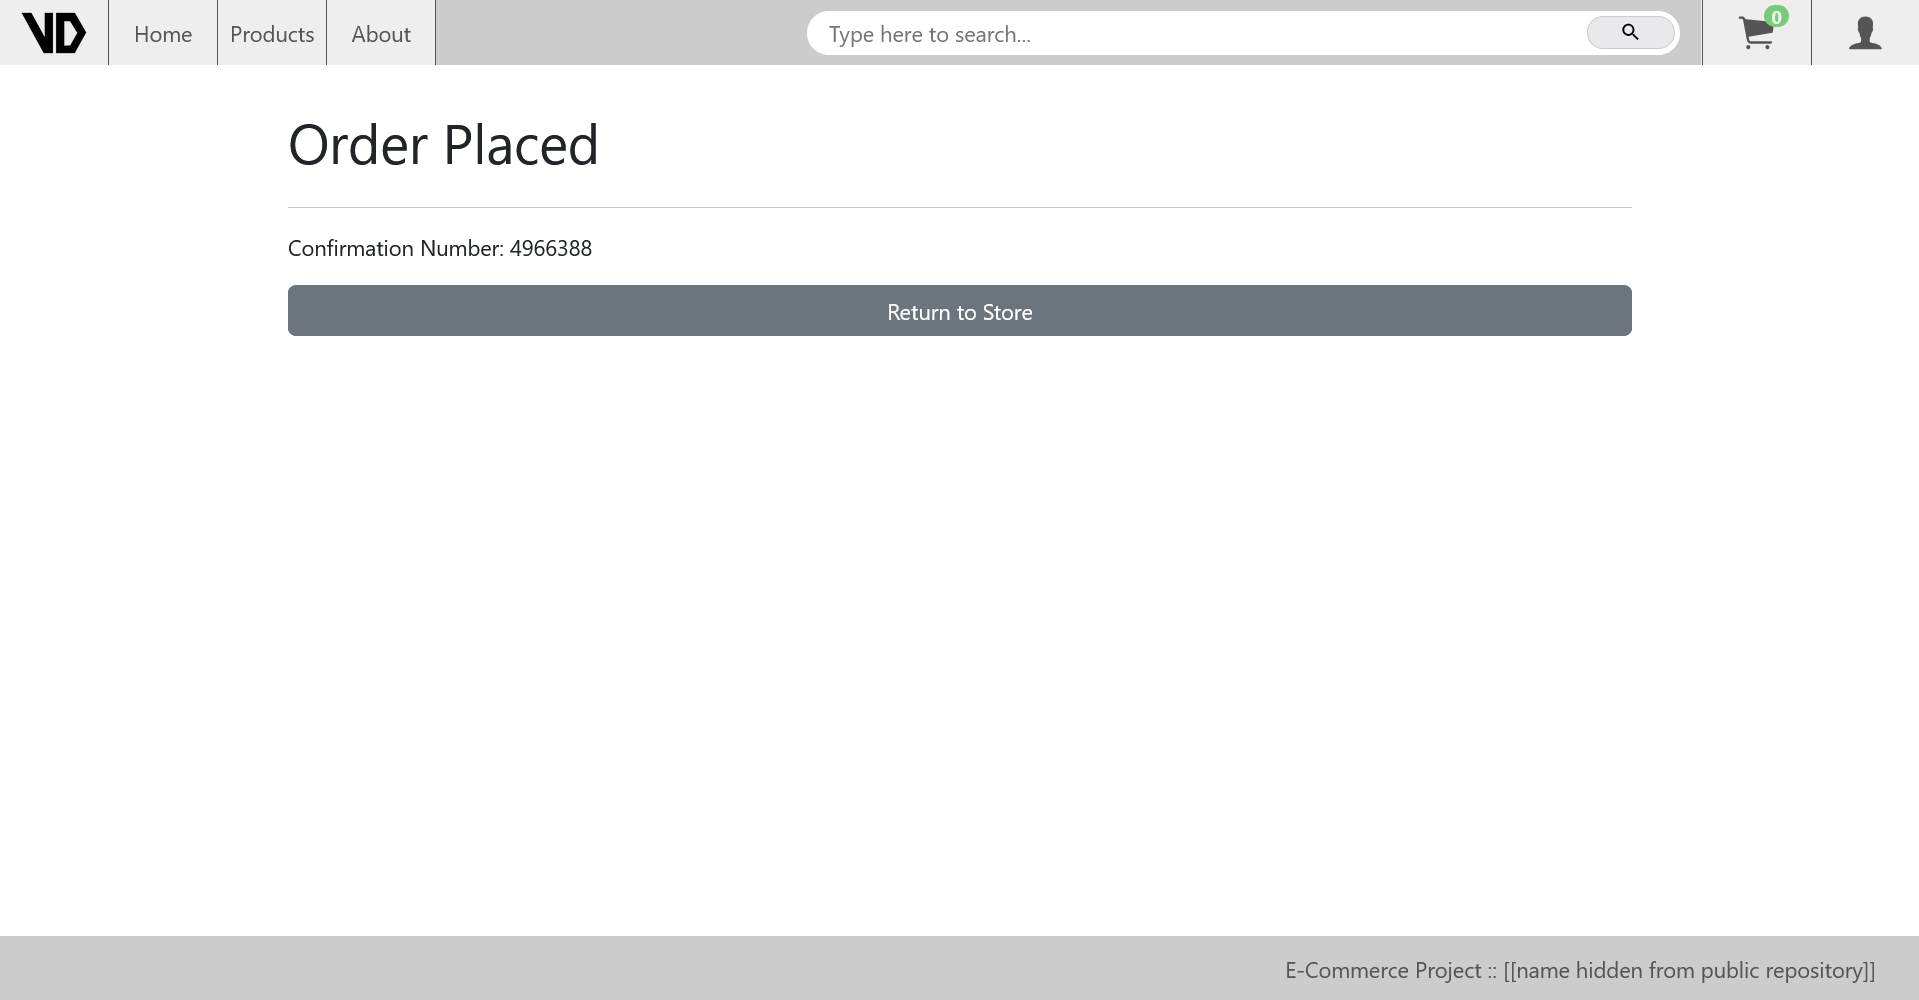 VD
Home
Products
About
Type here to search...
0
Order Placed
Confirmation Number: 4966388
Return to Store
E-Commerce Project :: [[name hidden from public repository]]